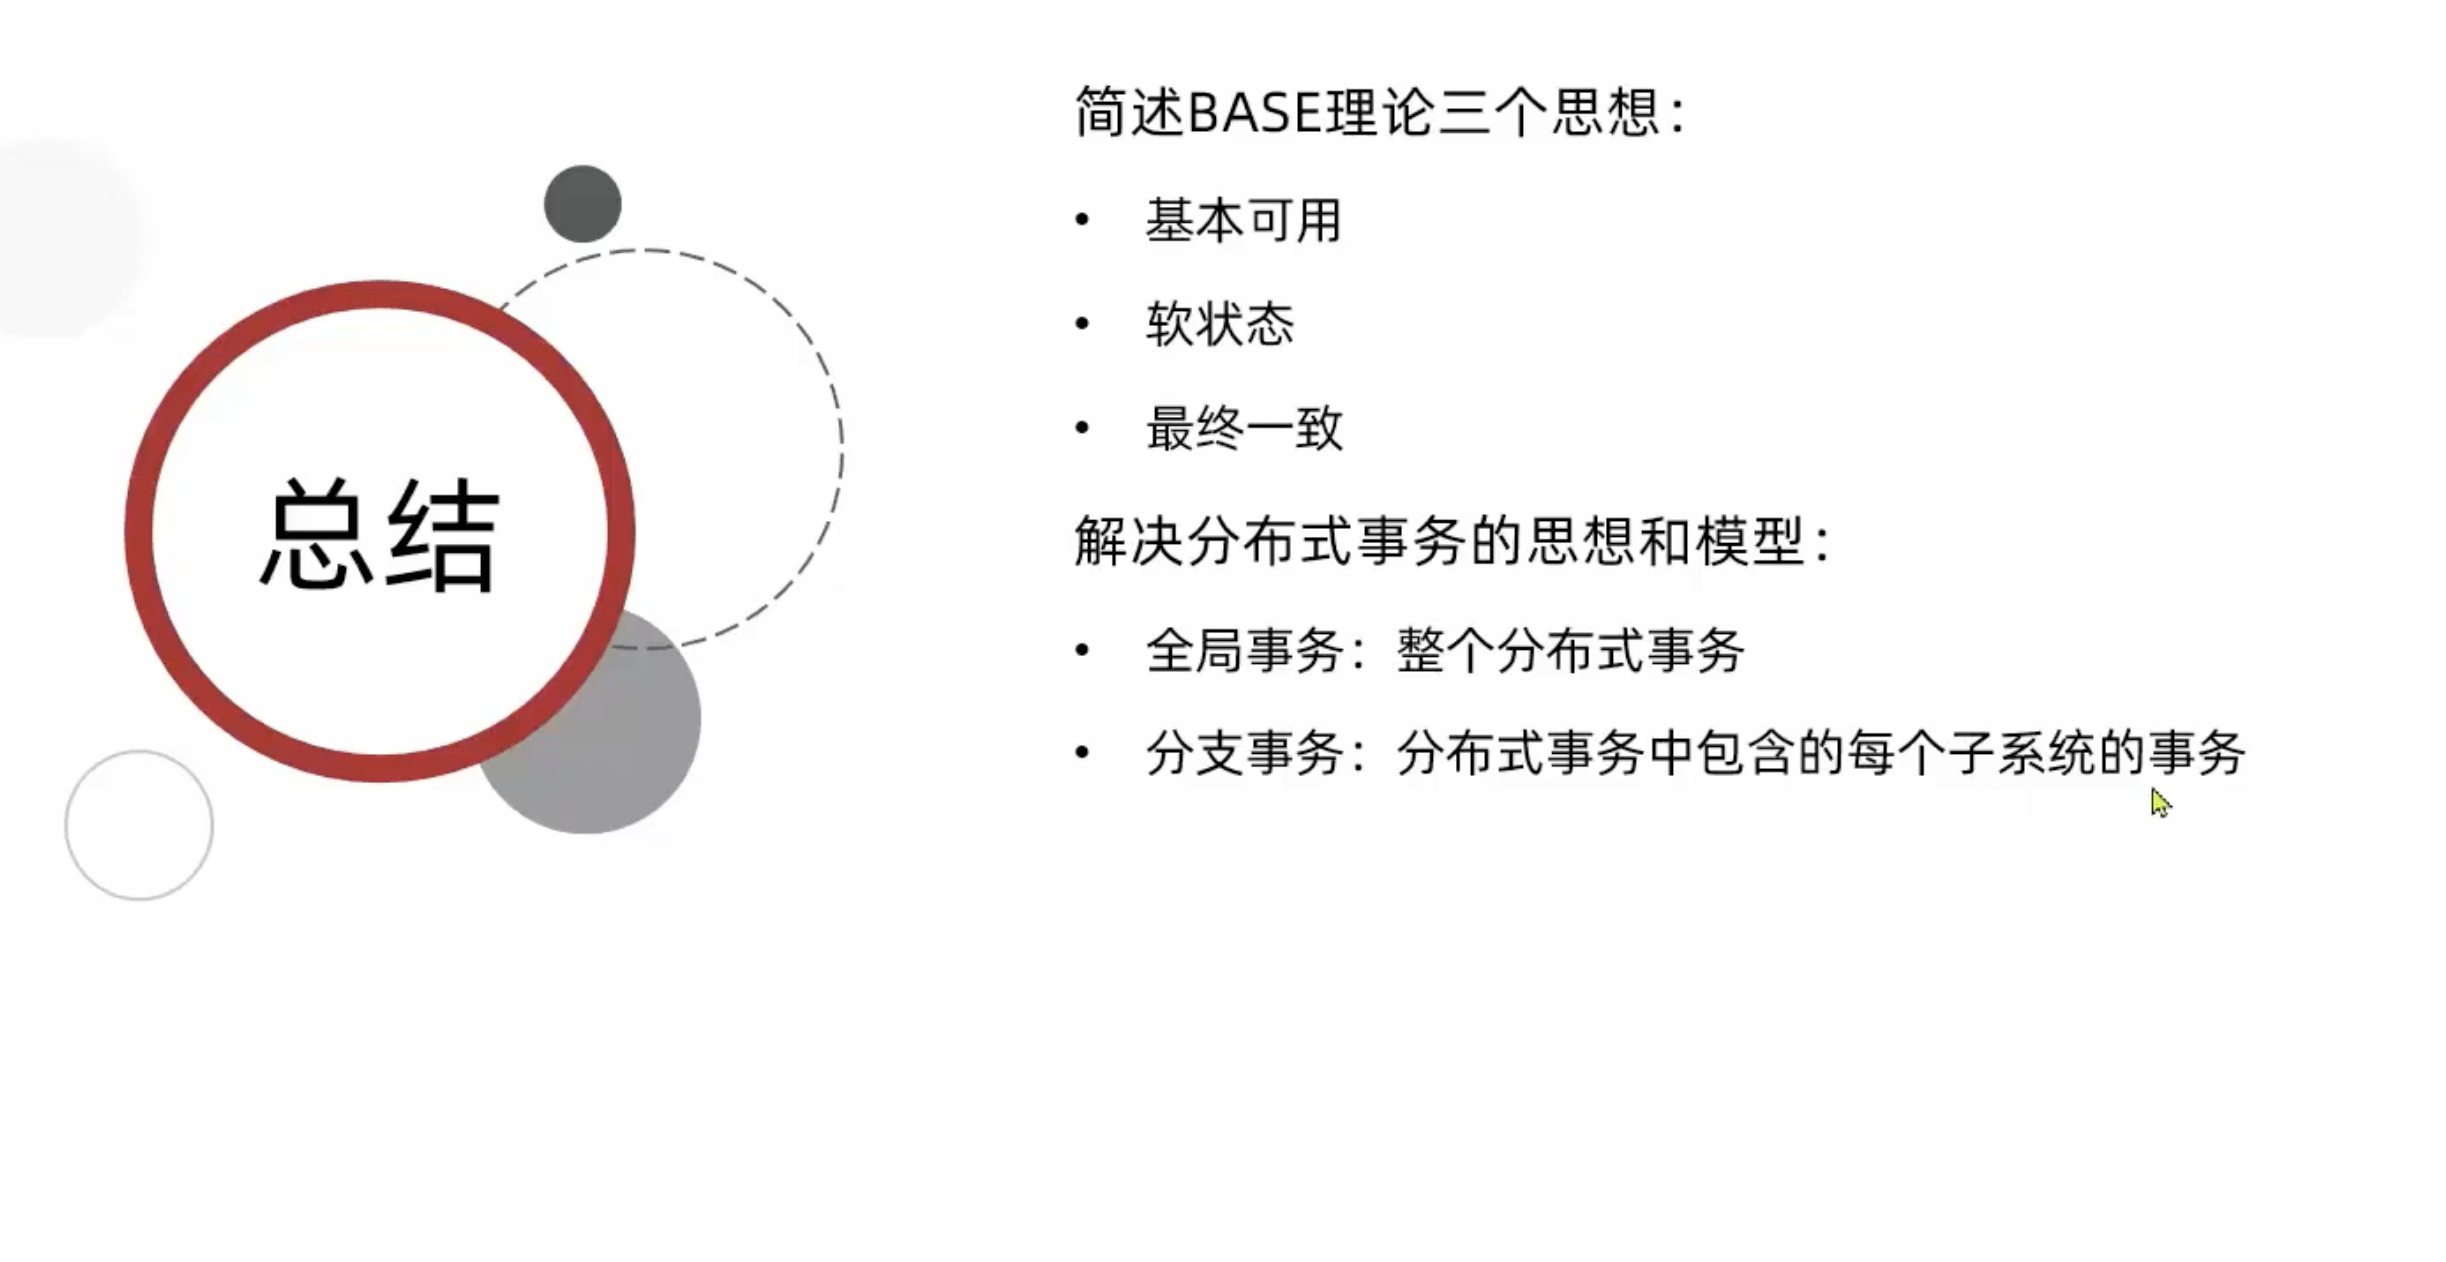 总结
简述BASE理论三个思想：
• 基本可用
• 软状态
• 最终一致
解决分布式事务的思想和模型：
• 全局事务：整个分布式事务
• 分支事务：分布式事务中包含的每个子系统的事务